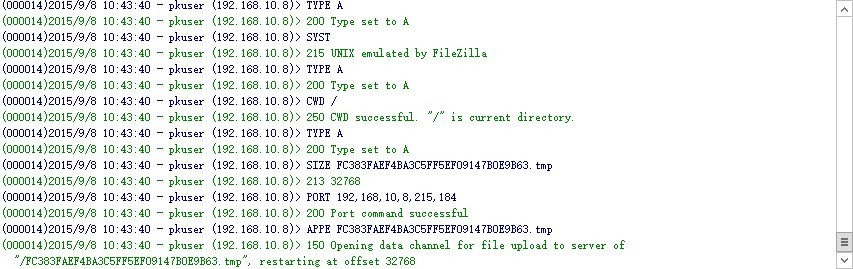 (000014)2015/9/8 10:43:40 - pkuser (192.168.10.8)> TYPE A
(000014)2015/9/8 10:43:40 - pkuser (192.168.10.8)> 200 Type set to A
(000014)2015/9/8 10:43:40 - pkuser (192.168.10.8)> SYST
(000014)2015/9/8 10:43:40 - pkuser (192.168.10.8)> 215 UNIX emulated by FileZilla
(000014)2015/9/8 10:43:40 - pkuser (192.168.10.8)> TYPE A
(000014)2015/9/8 10:43:40 - pkuser (192.168.10.8)> 200 Type set to A
(000014)2015/9/8 10:43:40 - pkuser (192.168.10.8)> CWD /
(000014)2015/9/8 10:43:40 - pkuser (192.168.10.8)> 250 CWD successful. "/" is current directory.
(000014)2015/9/8 10:43:40 - pkuser (192.168.10.8)> TYPE A
(000014)2015/9/8 10:43:40 - pkuser (192.168.10.8)> 200 Type set to A
(000014)2015/9/8 10:43:40 - pkuser (192.168.10.8)> SIZE FC383FAEF4BA3C5FF5EF09147B0E9B63.tmp
(000014)2015/9/8 10:43:40 - pkuser (192.168.10.8)> 213 32768
(000014)2015/9/8 10:43:40 - pkuser (192.168.10.8)> PORT 192,168,10,8,215,184
(000014)2015/9/8 10:43:40 - pkuser (192.168.10.8)> 200 Port command successful
(000014)2015/9/8 10:43:40 - pkuser (192.168.10.8)> APPE FC383FAEF4BA3C5FF5EF09147B0E9B63.tmp
(000014)2015/9/8 10:43:40 - pkuser (192.168.10.8)> 150 Opening data channel for file upload to server of
"/FC383FAEF4BA3C5FF5EF09147B0E9B63.tmp", restarting at offset 32768